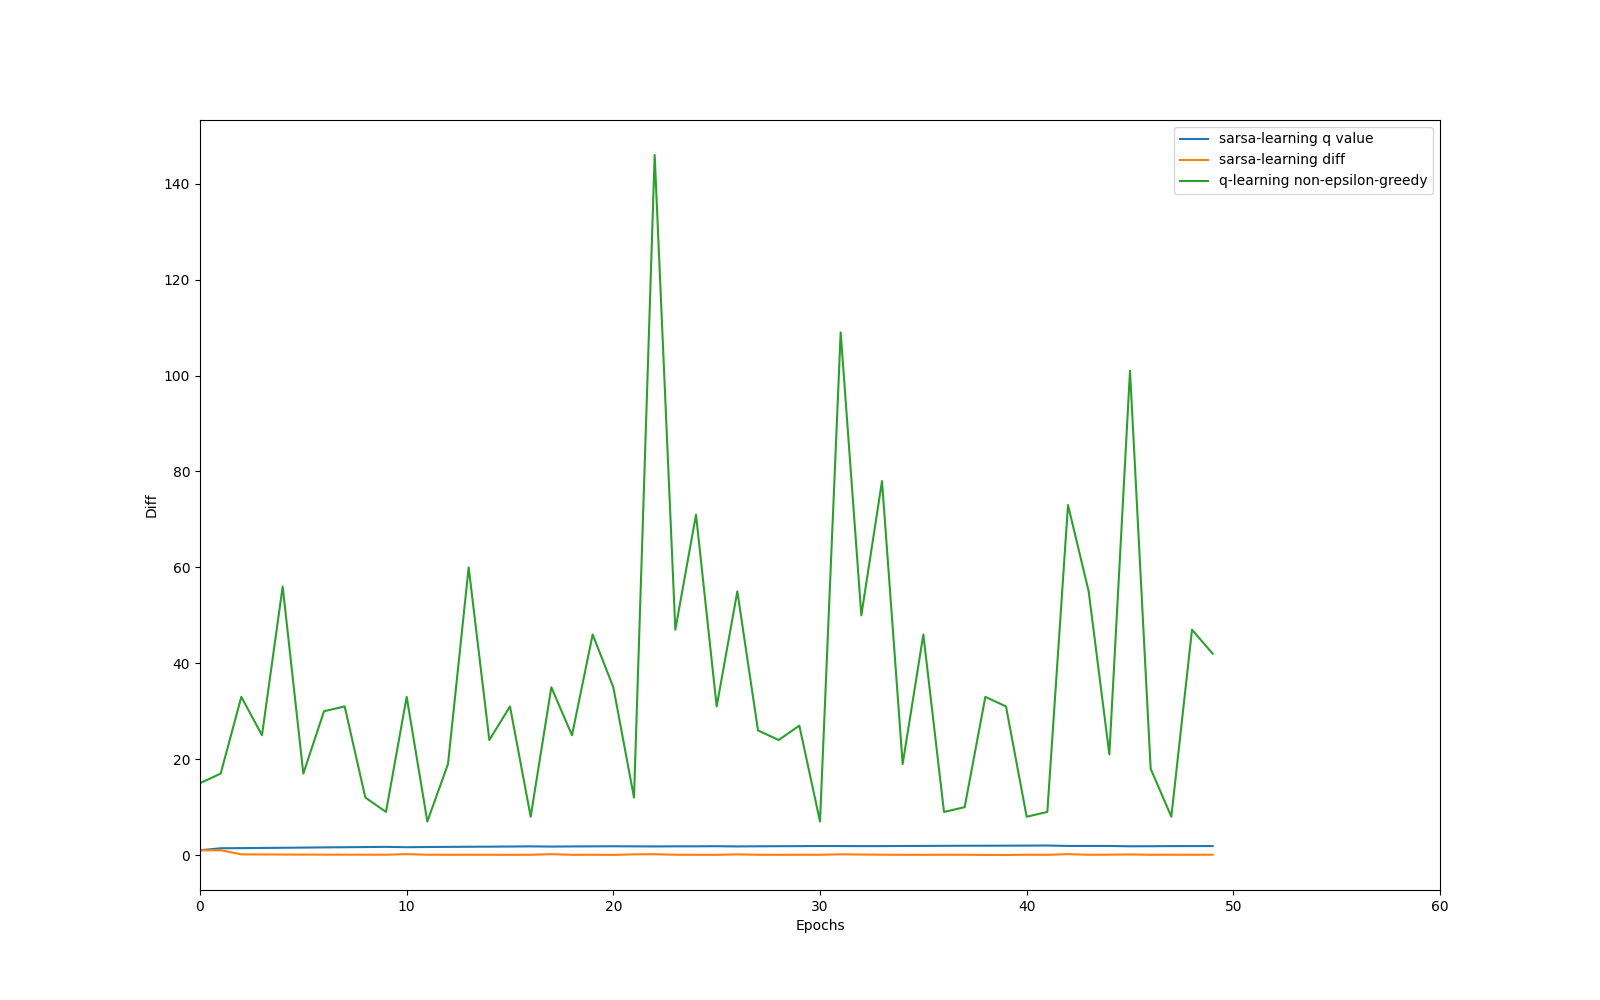 sarsa-learning q value
sarsa-learning diff
q-learning non-epsilon-greedy
140
120
100
80
60
40
20
0
Diff
0 10 20 30 40 50 60
Epochs